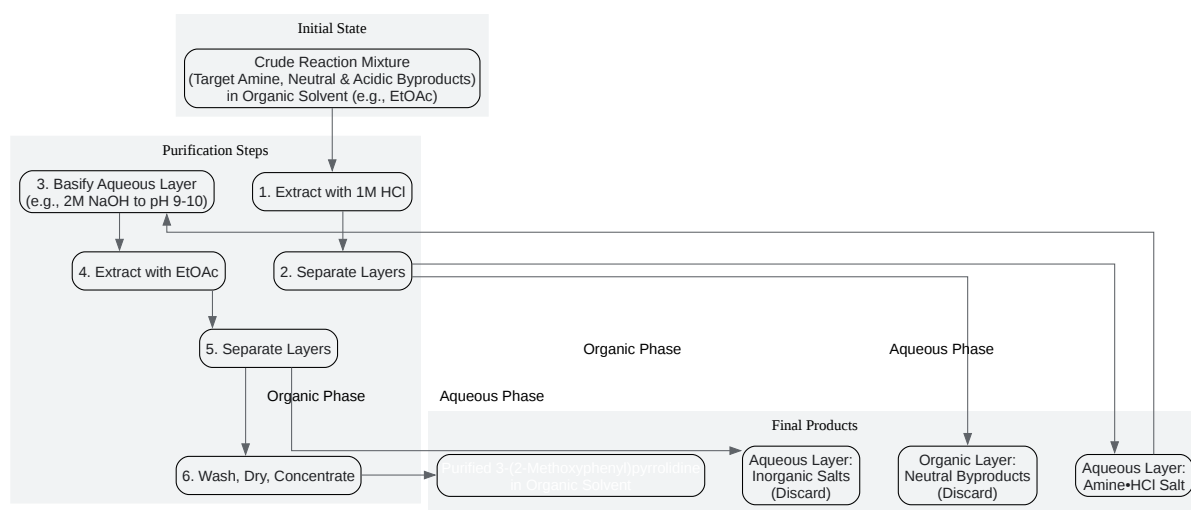 Initial State
Crude Reaction Mixture
(Target Amine, Neutral & Acidic Byproducts)
in Organic Solvent (e.g., EtOAc)
Purification Steps
3. Basify Aqueous Layer
(e.g., 2M NaOH to pH 9-10)
1. Extract with 1M HCl
4. Extract with EtOAc
2. Separate Layers
5. Separate Layers
Organic Phase
Aqueous Phase
Organic Phase
Aqueous Phase
Final Products
6. Wash, Dry, Concentrate
Purified 3-(2-Methoxyphenyl)pyrrolidine
in Organic Solvent
Aqueous Layer:
Inorganic Salts
(Discard)
Organic Layer:
Neutral Byproducts
(Discard)
Aqueous Layer:
Amine•HCl Salt